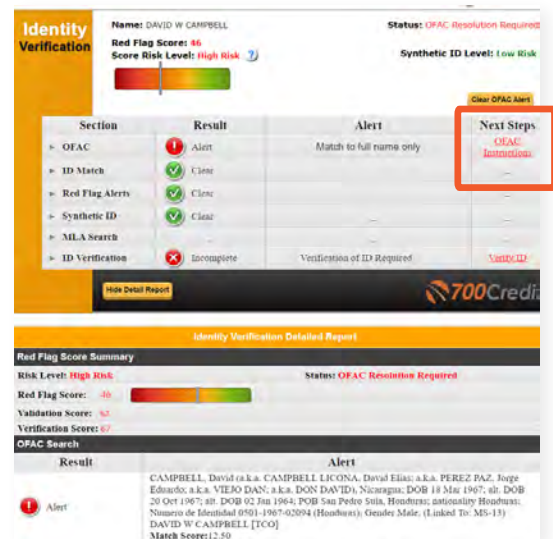 Identity
Verification
Name: DAVID W CAMPBELL
Status: OFAC Resolution Required!
Red Flag Score: 46
Score Risk Level: High Risk ?
Synthetic ID Level: Low Risk
Clear OFAC Alert
Section Result Alert Next Steps
OFAC Alert Match to full name only OFAC
Instructions
ID Match Clear --
Red Flag Alerts Clear
Synthetic ID Clear -- --
MLA Search -- -- --
ID Verification Incomplete Verification of ID Required Verify ID
Hide Detail Report
700Credi
Identity Verification Detailed Report
Red Flag Score Summary
Risk Level: High Risk
Status: OFAC Resolution Required
Red Flag Score: 46
Validation Score:
Verification Score:
OFAC Search
Result Alert
Alert
CAMPBELL, David (a.k.a. CAMPBELL LICONA, David Elias; a.k.a. PEREZ PAZ, Jorge
Eduardo; a.k.a. VIEJO DAN; a.k.a. DON DAVID), Nicaragua; DOB 18 Mar 1967; alt. DOB
20 Oct 1967; alt. DOB 02 Jan 1964; POB San Pedro Sula, Honduras; nationality Honduras;
Numero de Identidad 0501-1967-02094 (Honduras); Gender Male. (Linked To: MS-13)
DAVID W CAMPBELL [TCO]
Match Score:12.50